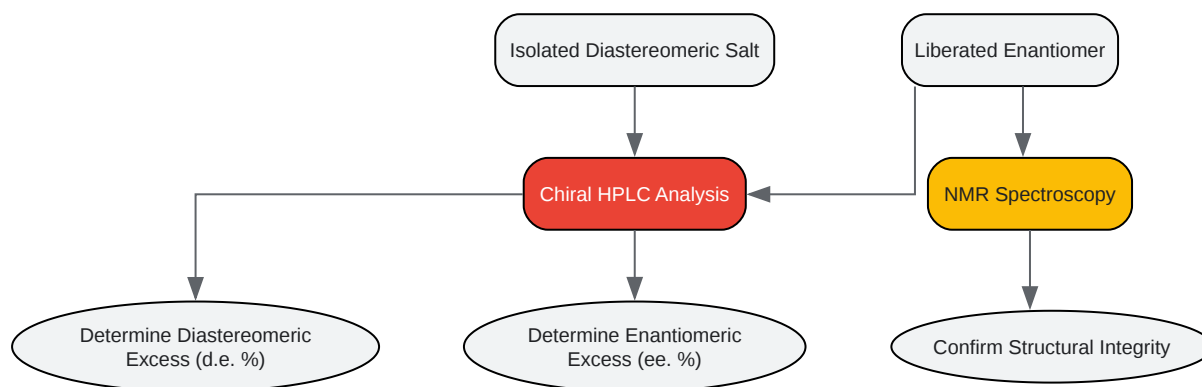 Isolated Diastereomeric Salt
Liberated Enantiomer
Chiral HPLC Analysis
NMR Spectroscopy
Determine Diastereomeric
Excess (d.e. %)
Determine Enantiomeric
Excess (ee. %)
Confirm Structural Integrity